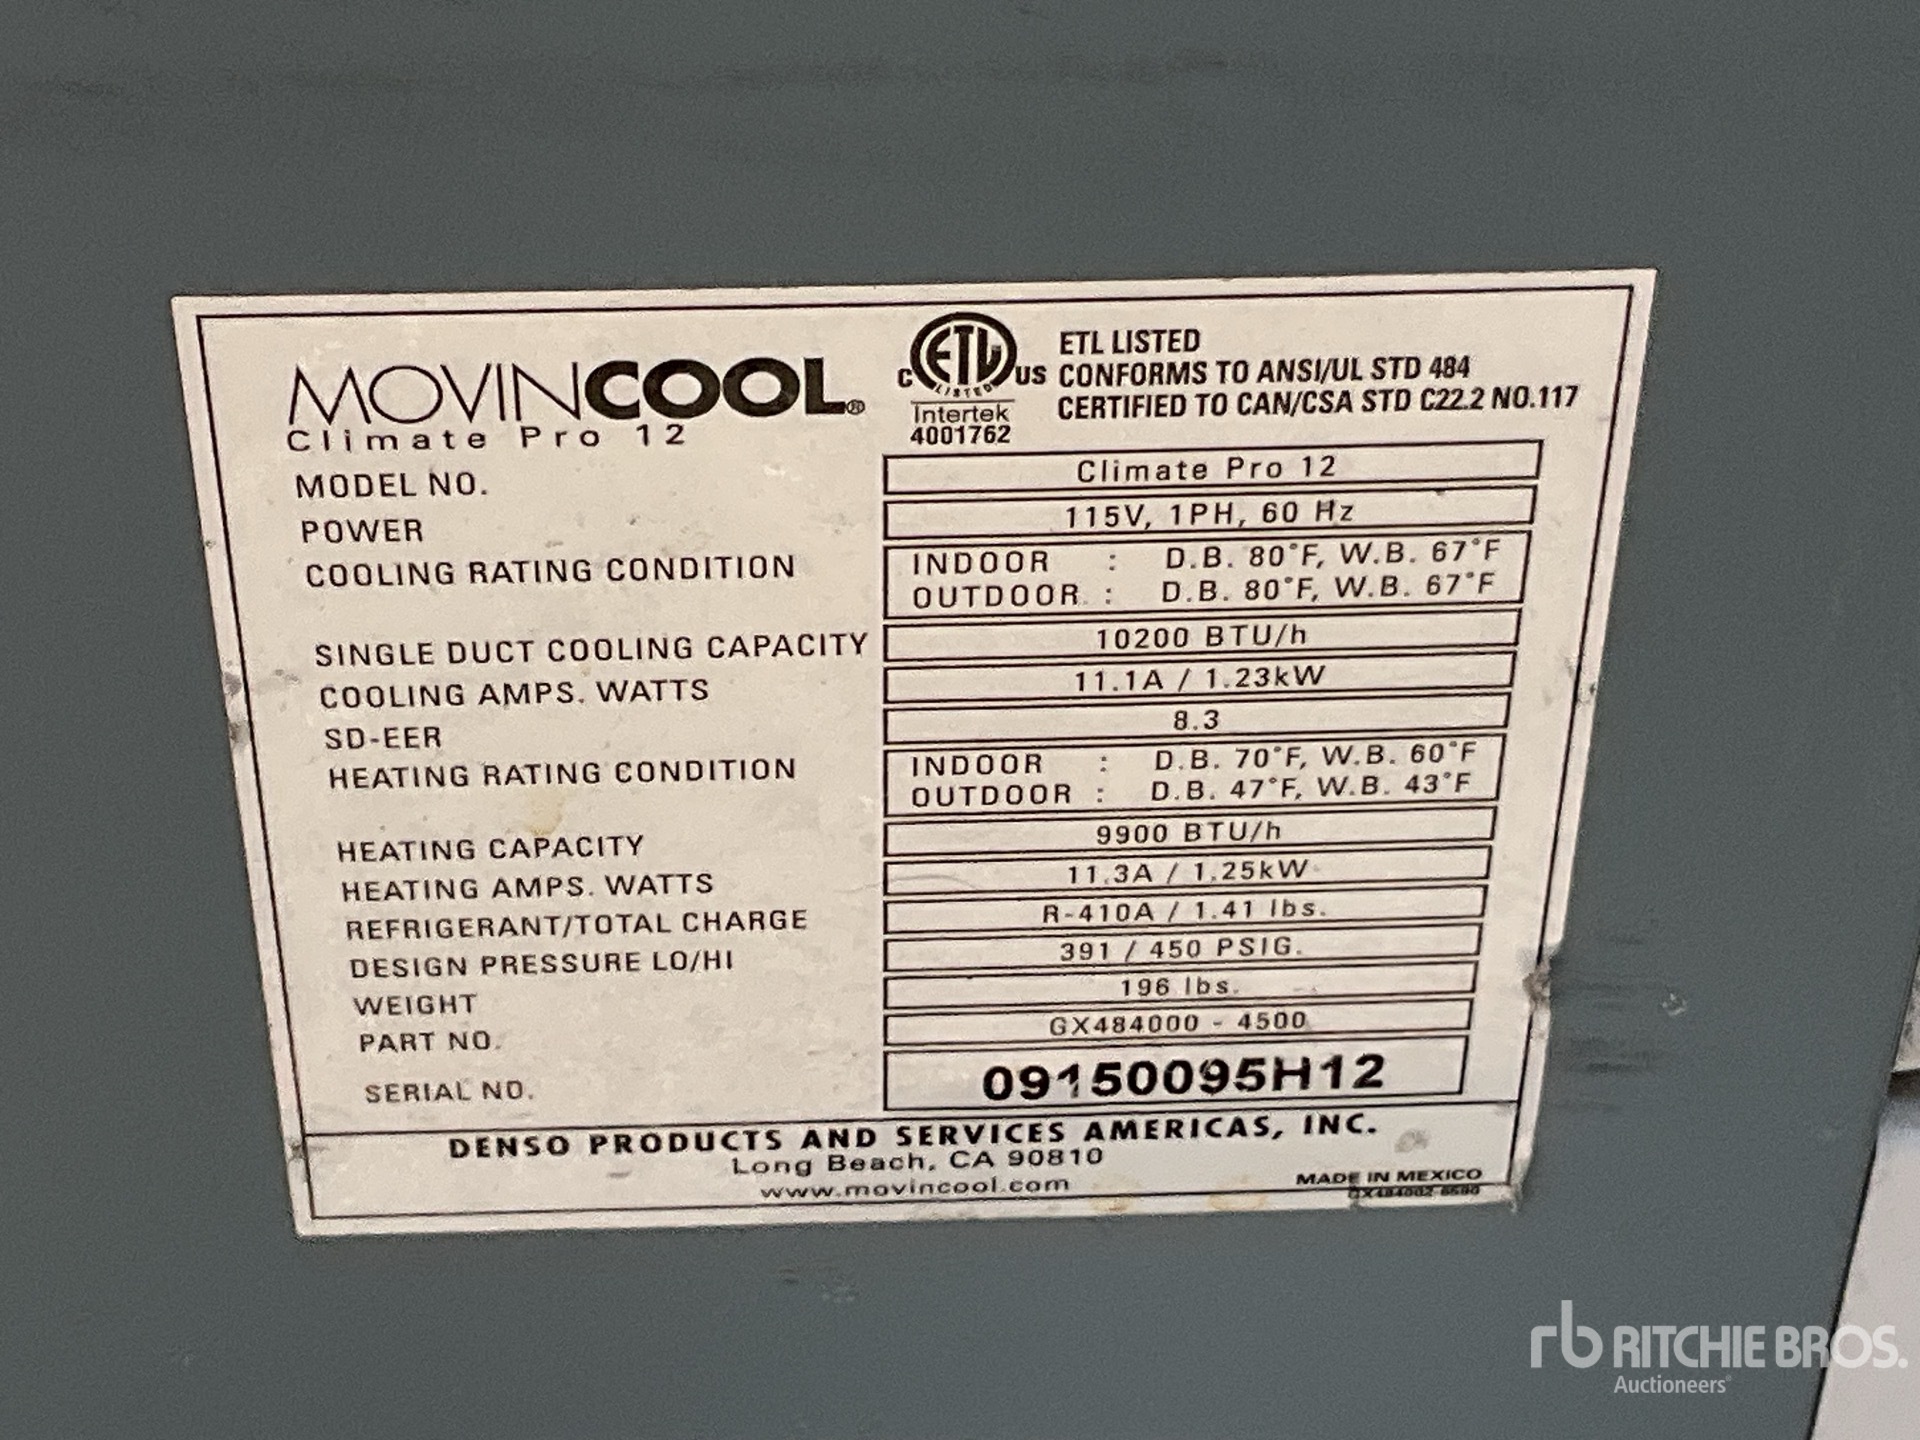 MOVINCOOL®
Climate Pro 12
C ETL US
LISTED
Intertek
4001762
ETL LISTED
CONFORMS TO ANSI/UL STD 484
CERTIFIED TO CAN/CSA STD C22.2 NO.117
MODEL NO. Climate Pro 12
POWER 115V, 1PH, 60 Hz
COOLING RATING CONDITION INDOOR : D.B. 80°F, W.B. 67°F
OUTDOOR : D.B. 80°F, W.B. 67°F
SINGLE DUCT COOLING CAPACITY 10200 BTU/h
COOLING AMPS. WATTS 11.1A / 1.23kW
SD-EER 8.3
HEATING RATING CONDITION INDOOR : D.B. 70°F, W.B. 60°F
OUTDOOR : D.B. 47°F, W.B. 43°F
HEATING CAPACITY 9900 BTU/h
HEATING AMPS. WATTS 11.3A / 1.25kW
REFRIGERANT/TOTAL CHARGE R-410A / 1.41 lbs.
DESIGN PRESSURE LO/HI 391 / 450 PSIG.
WEIGHT 196 lbs.
PART NO. GX484000 - 4500
SERIAL NO. 09150095H12
DENSO PRODUCTS AND SERVICES AMERICAS, INC.
Long Beach, CA 90810
www.movincool.com
MADE IN MEXICO
rb RITCHIE BROS.
Auctioneers